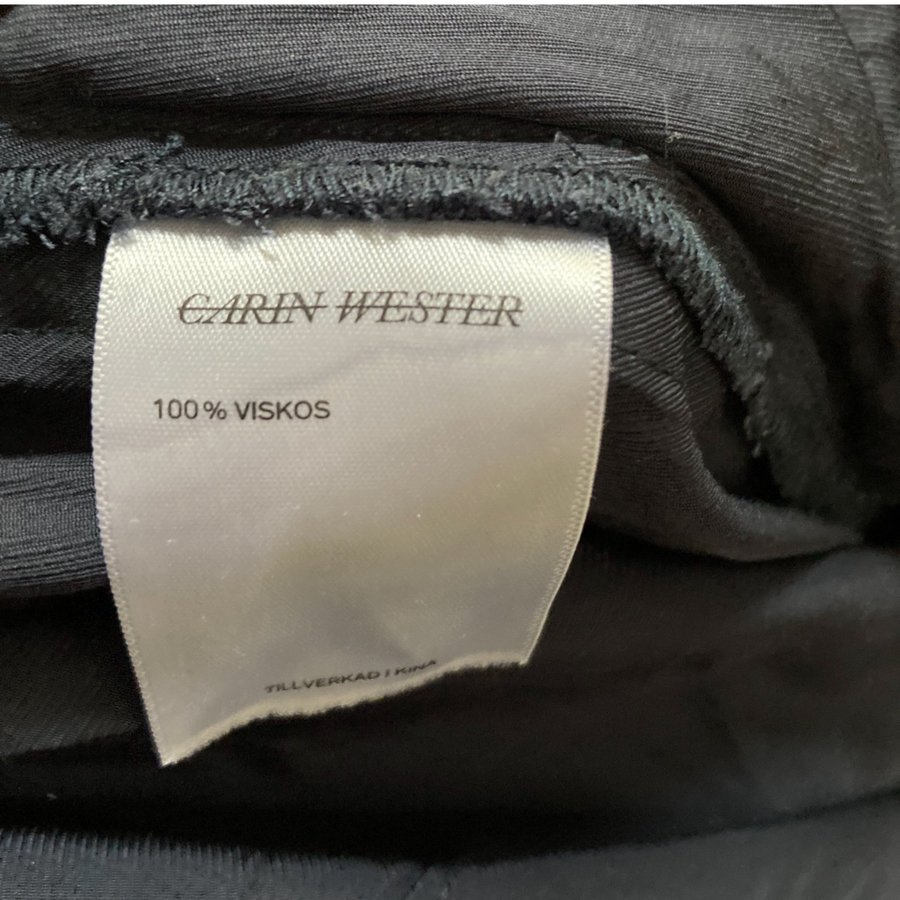 CARIN WESTER
100% VISKOS
TILLVERKAD I KINA